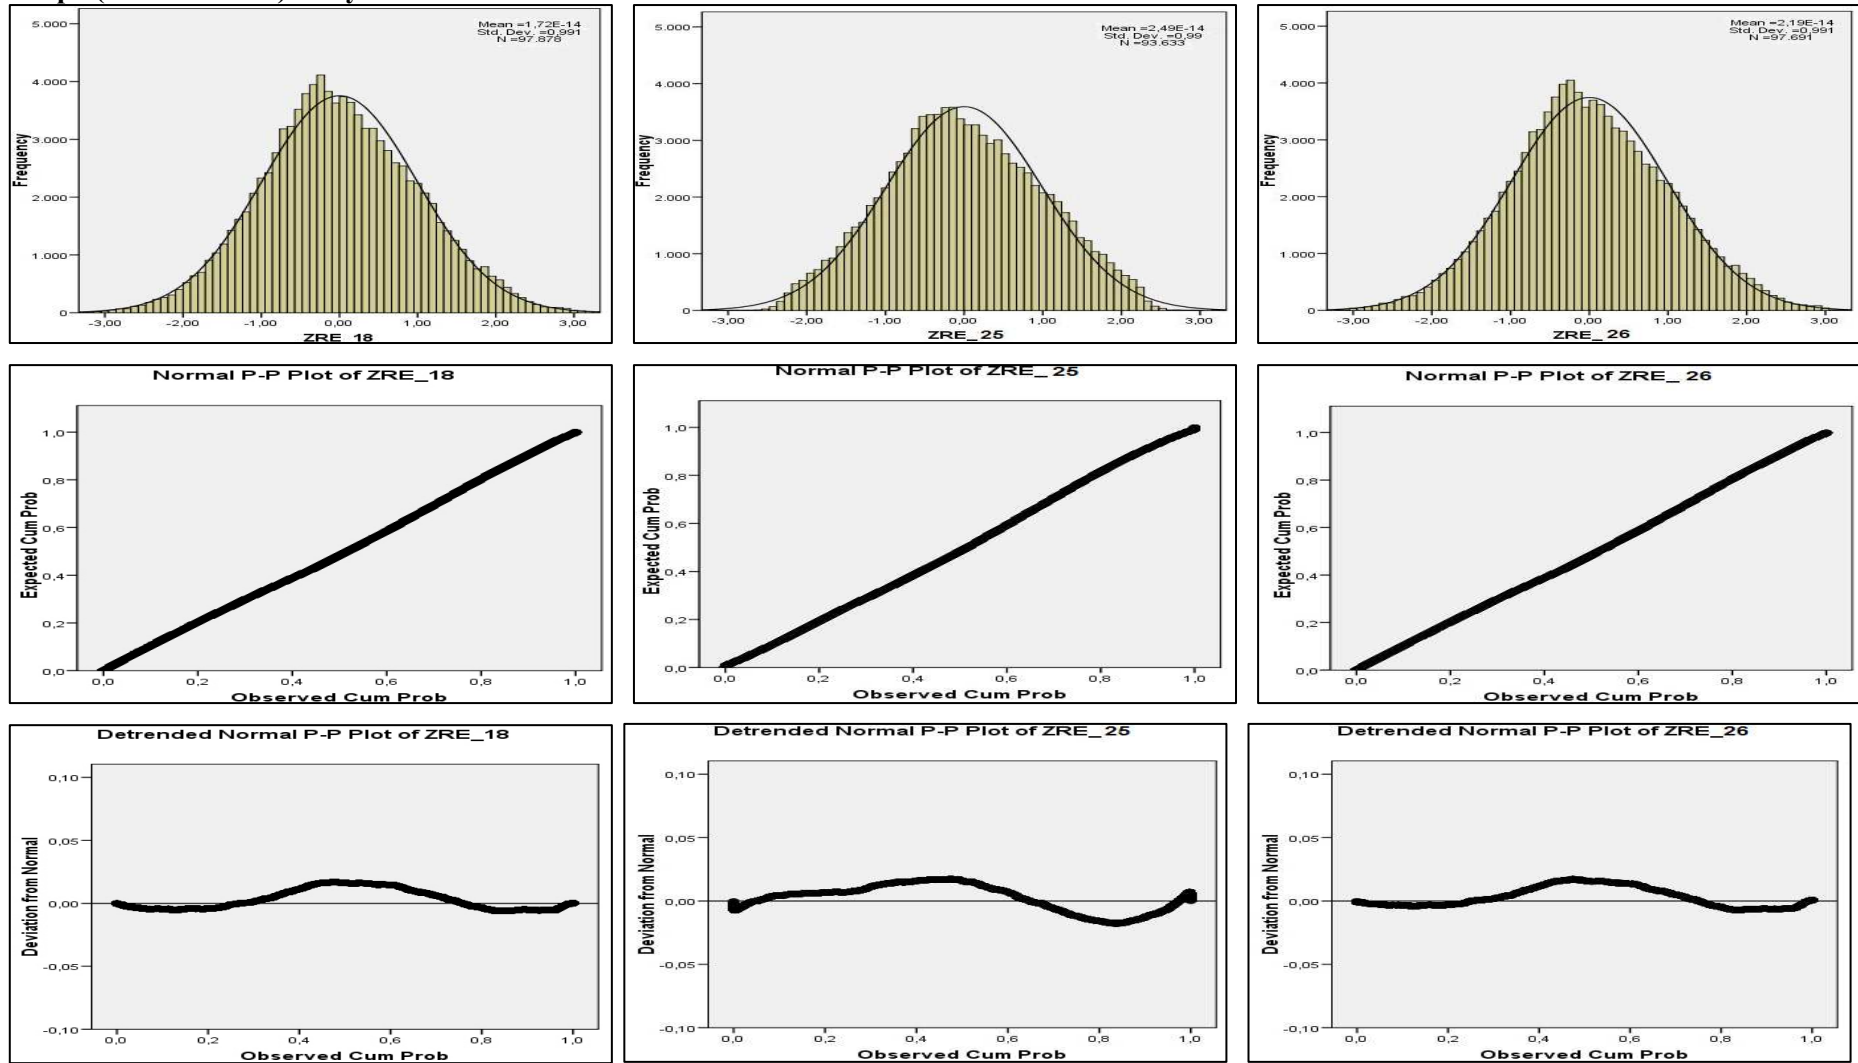 Mean =1,72E-14
Std. Dev. =0,991
N =97.878
5.000
4.000
3.000
2.000
1.000
0
Frequency
-3,00 -2,00 -1,00 0,00 1,00 2,00 3,00
ZRE_18
Mean =2,49E-14
Std. Dev. =0,99
N =93.633
5.000
4.000
3.000
2.000
1.000
0
Frequency
-3,00 -2,00 -1,00 0,00 1,00 2,00 3,00
ZRE_25
Mean =2,19E-14
Std. Dev. =0,991
N =97.691
5.000
4.000
3.000
2.000
1.000
0
Frequency
-3,00 -2,00 -1,00 0,00 1,00 2,00 3,00
ZRE_26
Normal P-P Plot of ZRE_18
1,0
0,8
0,6
0,4
0,2
0,0
Expected Cum Prob
0,0 0,2 0,4 0,6 0,8 1,0
Observed Cum Prob
Normal P-P Plot of ZRE_ 25
1,0
0,8
0,6
0,4
0,2
0,0
Expected Cum Prob
0,0 0,2 0,4 0,6 0,8 1,0
Observed Cum Prob
Normal P-P Plot of ZRE_ 26
1,0
0,8
0,6
0,4
0,2
0,0
Expected Cum Prob
0,0 0,2 0,4 0,6 0,8 1,0
Observed Cum Prob
Detrended Normal P-P Plot of ZRE_18
0,10
0,05
0,00
-0,05
-0,10
Deviation from Normal
0,0 0,2 0,4 0,6 0,8 1,0
Observed Cum Prob
Detrended Normal P-P Plot of ZRE_ 25
0,10
0,05
0,00
-0,05
-0,10
Deviation from Normal
0,0 0,2 0,4 0,6 0,8 1,0
Observed Cum Prob
Detrended Normal P-P Plot of ZRE_26
0,10
0,05
0,00
-0,05
-0,10
Deviation from Normal
0,0 0,2 0,4 0,6 0,8 1,0
Observed Cum Prob